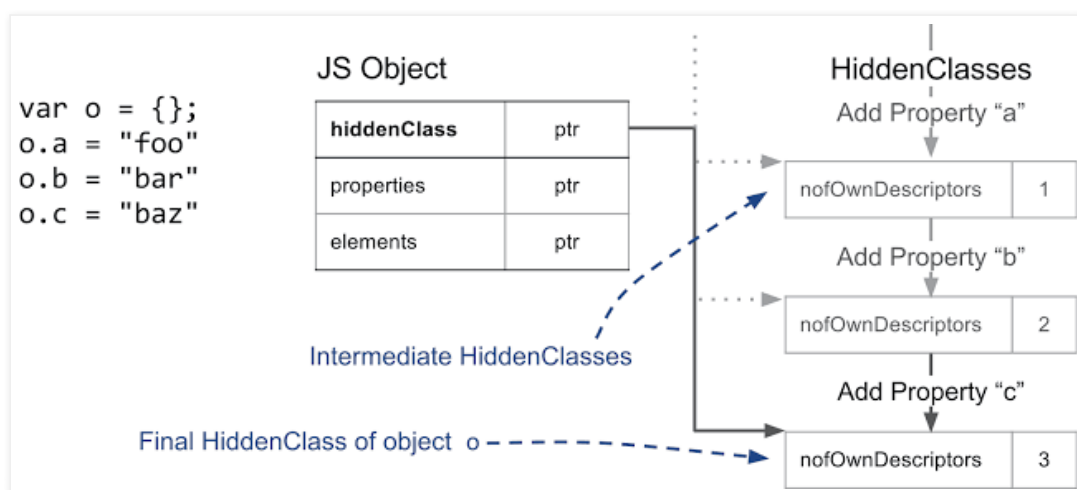 var o = {};
o.a = "foo"
o.b = "bar"
o.c = "baz"
JS Object
hiddenClass ptr
properties ptr
elements ptr
HiddenClasses
Add Property “a”
nofOwnDescriptors 1
Add Property “b”
nofOwnDescriptors 2
Add Property “c”
nofOwnDescriptors 3
Intermediate HiddenClasses
Final HiddenClass of object o